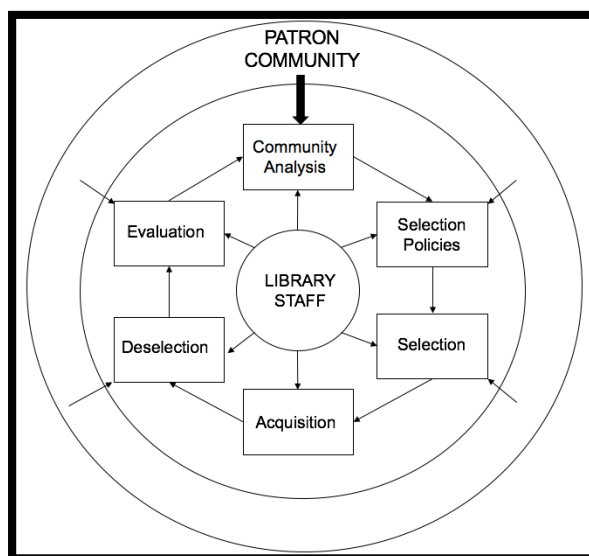 PATRON
COMMUNITY
Community
Analysis
Evaluation
Selection
Policies
LIBRARY
STAFF
Deselection
Selection
Acquisition